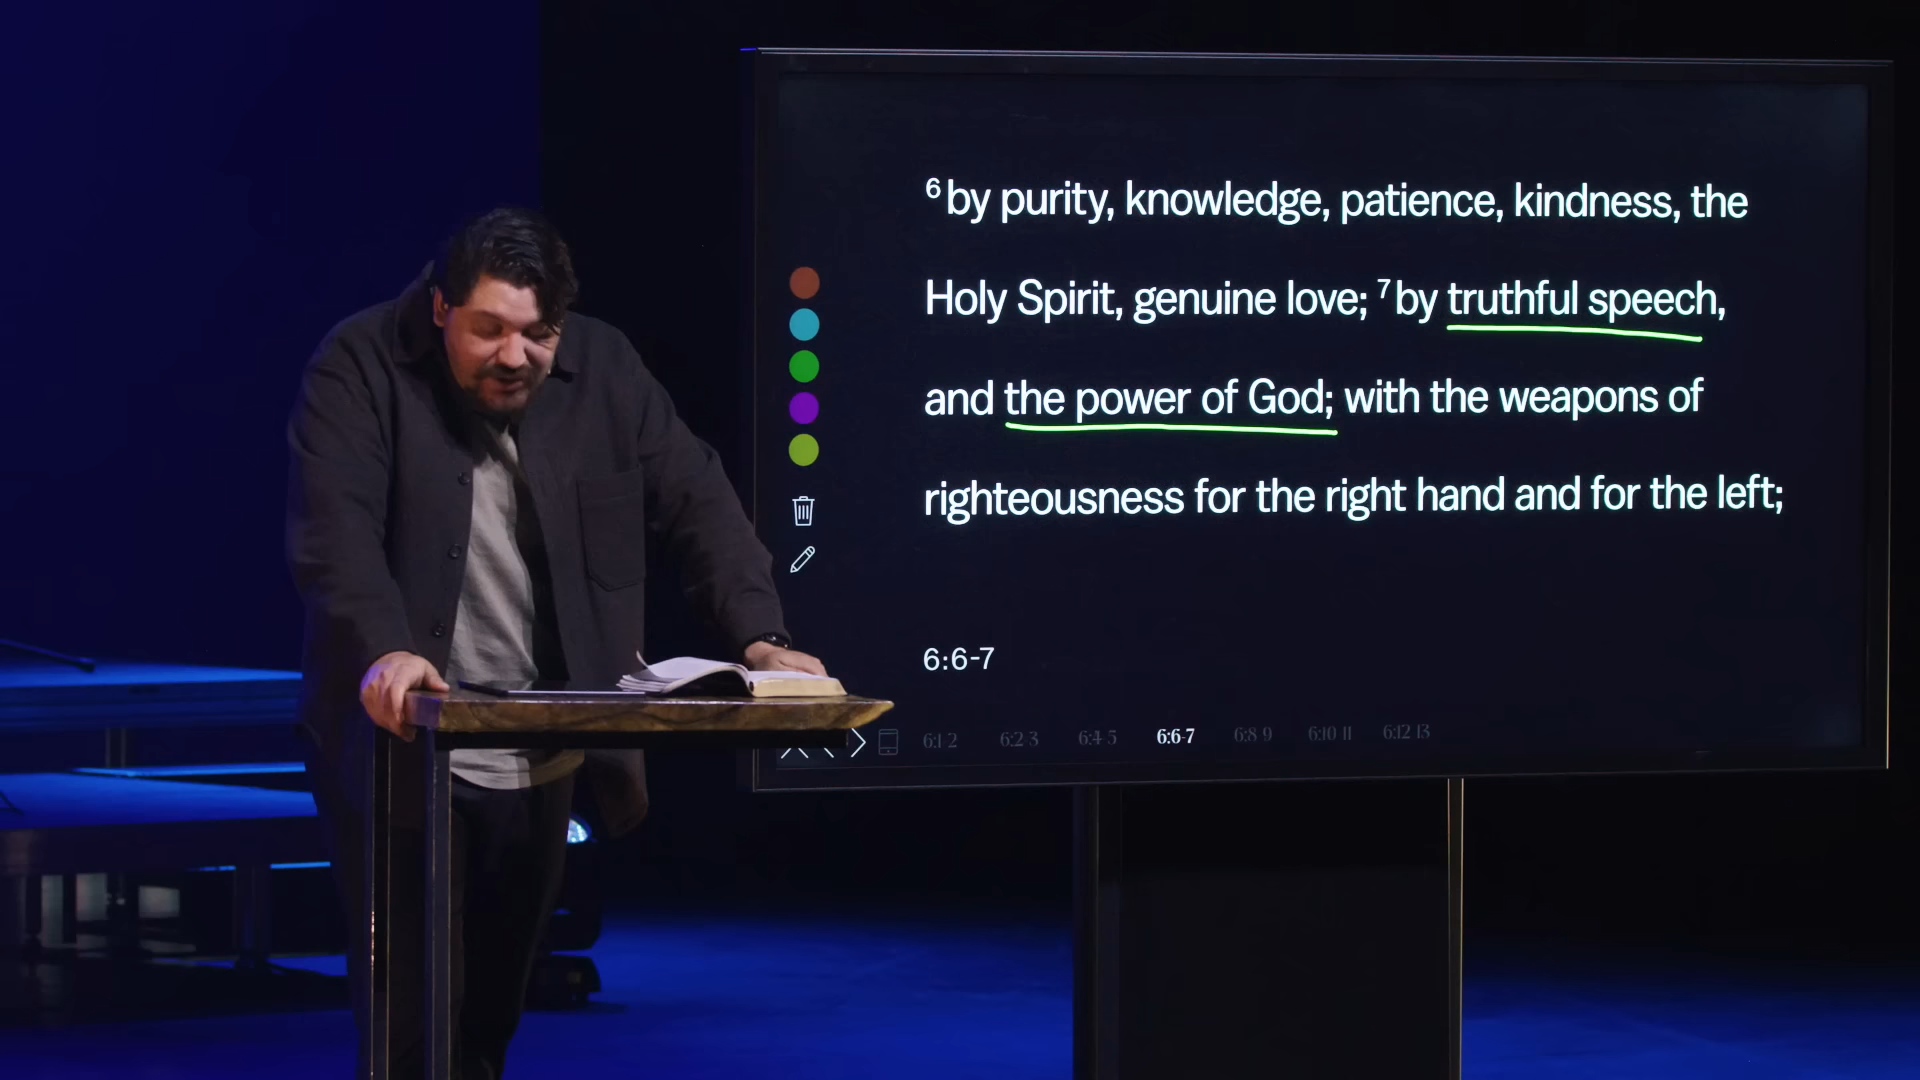 6 by purity, knowledge, patience, kindness, the
Holy Spirit, genuine love; 7 by truthful speech,
and the power of God; with the weapons of
righteousness for the right hand and for the left;
6:6-7
6:1-2 6:2-3 6:4-5 6:6-7 6:8-9 6:10-11 6:12-13